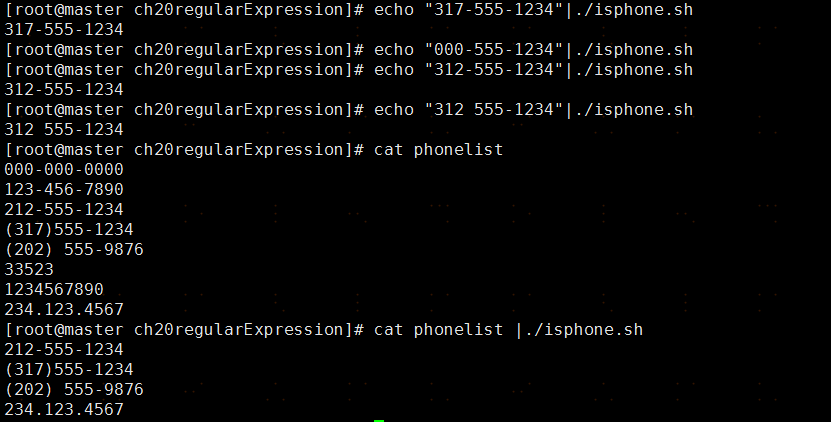 [root@master ch20regularExpression]# echo "317-555-1234"|./isphone.sh
317-555-1234
[root@master ch20regularExpression]# echo "000-555-1234"|./isphone.sh
[root@master ch20regularExpression]# echo "312-555-1234"|./isphone.sh
312-555-1234
[root@master ch20regularExpression]# echo "312 555-1234"|./isphone.sh
312 555-1234
[root@master ch20regularExpression]# cat phonelist
000-000-0000
123-456-7890
212-555-1234
(317)555-1234
(202) 555-9876
33523
1234567890
234.123.4567
[root@master ch20regularExpression]# cat phonelist |./isphone.sh
212-555-1234
(317)555-1234
(202) 555-9876
234.123.4567